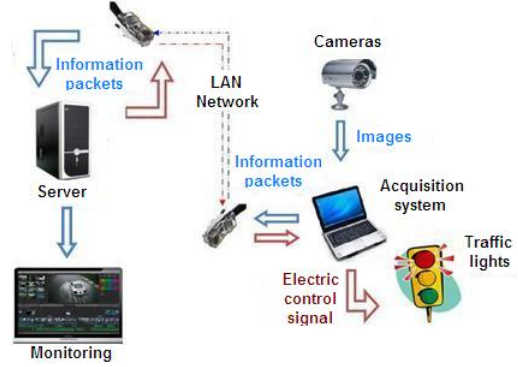 Cameras
Information
packets
LAN
Network
Images
Information
packets
Server
Acquisition
system
Traffic
lights
Electric
control
signal
Monitoring